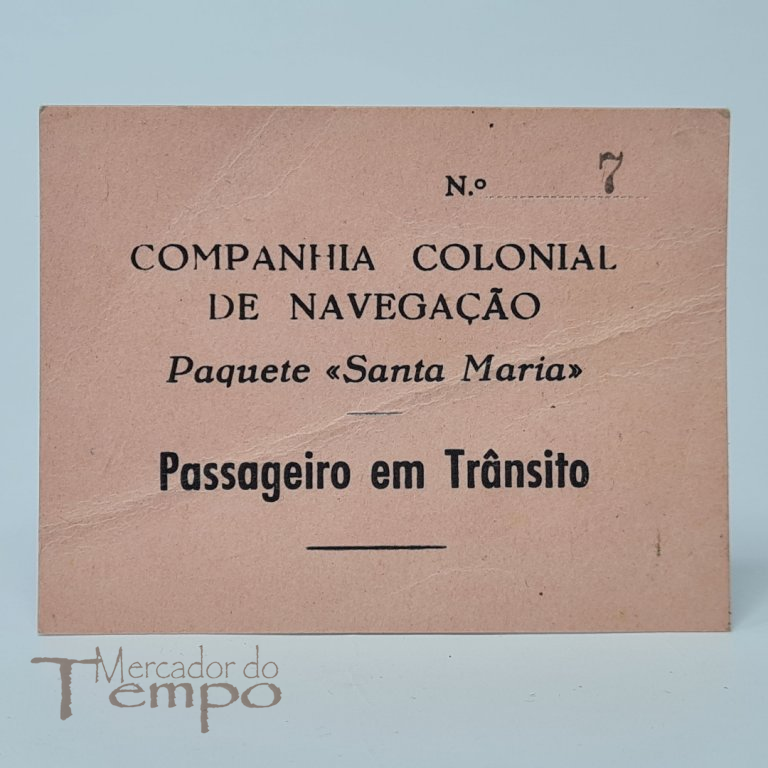 N.º 7
COMPANHIA COLONIAL
DE NAVEGAÇÃO
Paquete «Santa Maria»
Passageiro em Trânsito
Mercador do
Tempo